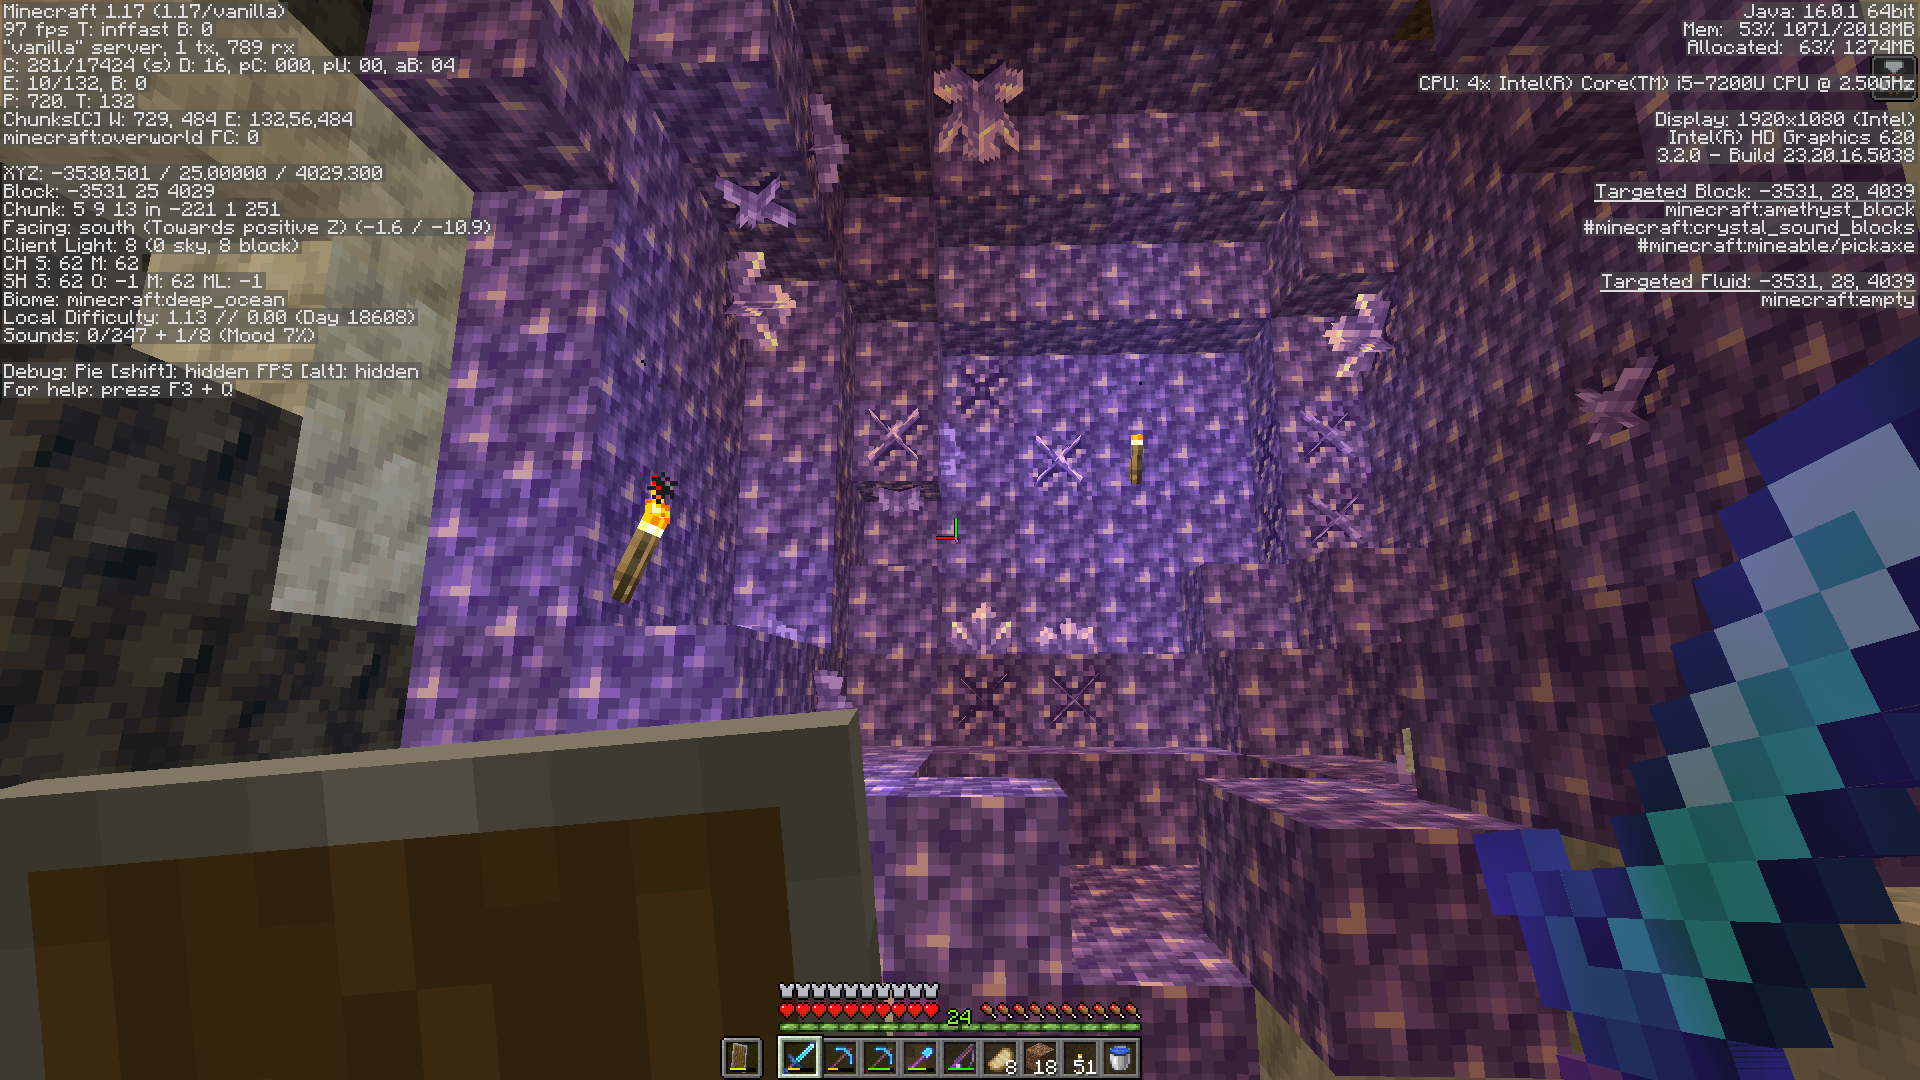 Minecraft 1.17 (1.17/vanilla)
97 fps T: inffast B: 0
"vanilla" server, 1 tx, 789 rx
C: 281/17424 (s) D: 16, pC: 000, pU: 00, aB: 04
E: 10/132, B: 0
P: 720. T: 132
Chunks[C] W: 729, 484 E: 132,56,484
minecraft:overworld FC: 0
XYZ: -3530.501 / 25.00000 / 4029.300
Block: -3531 25 4029
Chunk: 5 9 13 in -221 1 251
Facing: south (Towards positive Z) (-1.6 / -10.9)
Client Light: 8 (0 sky, 8 block)
CH S: 62 M: 62
SH S: 62 O: -1 M: 62 ML: -1
Biome: minecraft:deep_ocean
Local Difficulty: 1.13 // 0.00 (Day 18608)
Sounds: 0/247 + 1/8 (Mood 7%)
Debug: Pie [shift]: hidden FPS [alt]: hidden
For help: press F3 + Q
Java: 16.0.1 64bit
Mem: 53% 1071/2018MB
Allocated: 63% 1274MB
CPU: 4x Intel(R) Core(TM) i5-7200U CPU @ 2.50GHz
Display: 1920x1080 (Intel)
Intel(R) HD Graphics 620
3.2.0 - Build 23.20.16.5038
Targeted Block: -3531, 28, 4039
minecraft:amethyst_block
#minecraft:crystal_sound_blocks
#minecraft:mineable/pickaxe
Targeted Fluid: -3531, 28, 4039
minecraft:empty
24
8 18 51